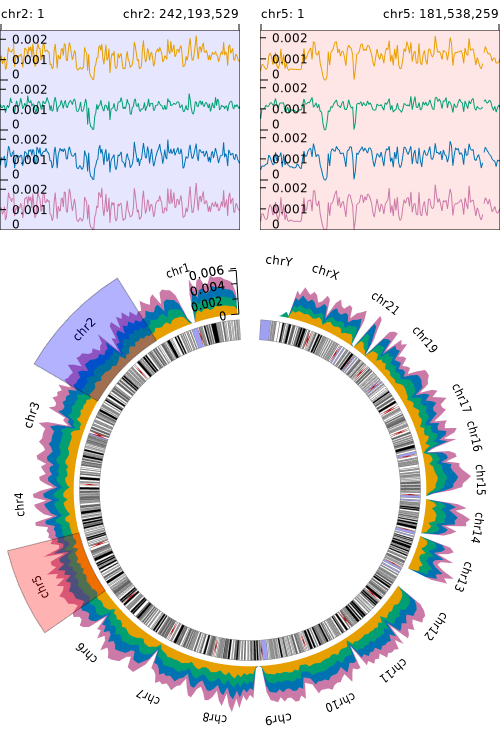 chr2: 1 chr2: 242,193,529 chr5: 1 chr5: 181,538,259
0.002 0.002
0.001 0.001
0 0
0.002 0.002
0.001 0.001
0 0
0.002 0.002
0.001 0.001
0 0
0.002 0.002
0.001 0.001
0 0
chrY
chr1
0.006
0.004
0.002
0
chrX
chr21
chr2
chr19
chr3
chr17
chr16
chr4
chr15
chr14
chr5
chr13
chr6
chr12
chr7
chr11
chr8
chr9
chr10